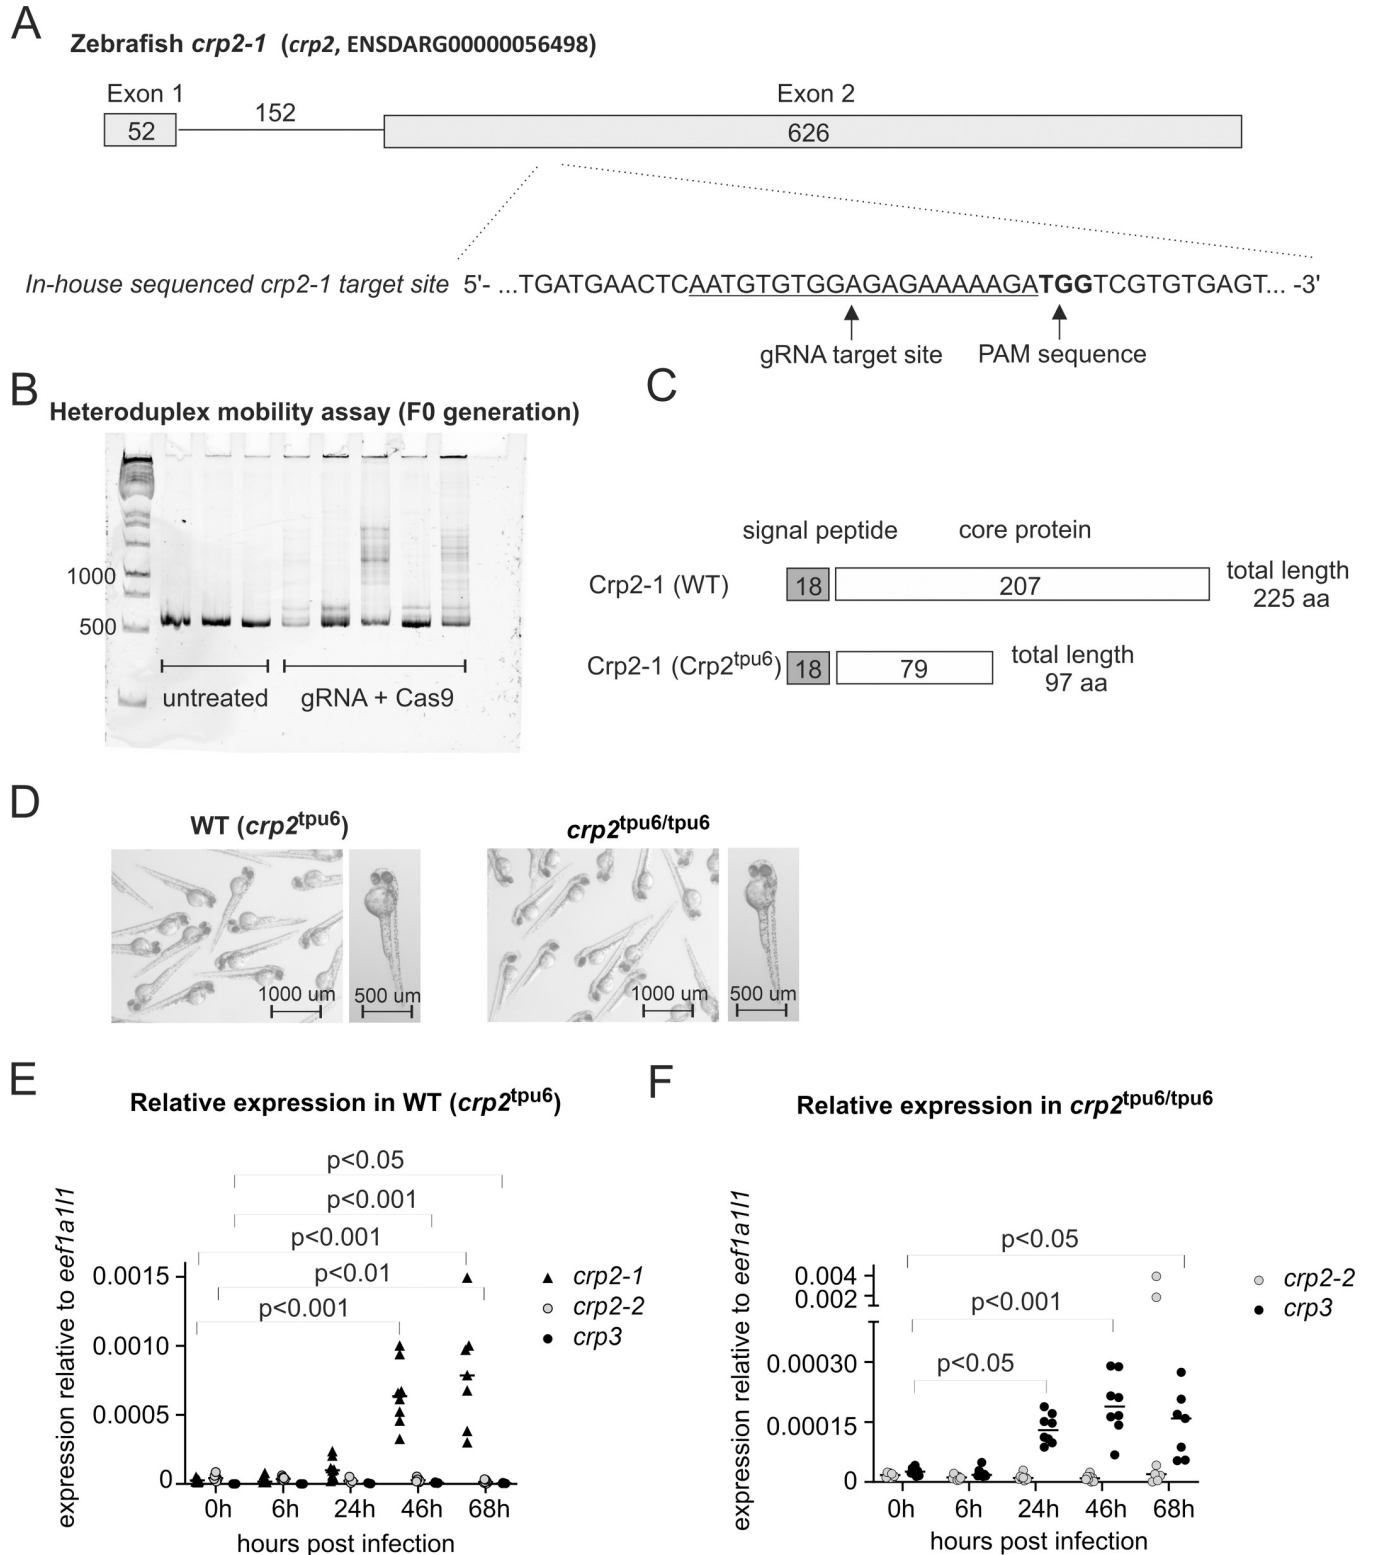 A
Zebrafish crp2-1 (crp2, ENSDARG00000056498)
Exon 1
152
Exon 2
52
626
In-house sequenced crp2-1 target site 5'- ...TGATGAACTCAATGTGTGGAGAGAAAAAGATGGTCGTGTGAGT... -3'
gRNA target site
PAM sequence
B
Heteroduplex mobility assay (F0 generation)
1000
500
untreated
gRNA + Cas9
C
signal peptide
core protein
Crp2-1 (WT)
18
207
total length
225 aa
Crp2-1 (Crp2tpu6)
18
79
total length
97 aa
D
WT (crp2tpu6)
1000 um
500 um
crp2tpu6/tpu6
1000 um
500 um
E
Relative expression in WT (crp2tpu6)
p<0.05
p<0.001
p<0.001
p<0.01
p<0.001
expression relative to eef1a1l1
0.0015
0.0010
0.0005
0
0h 6h 24h 46h 68h
hours post infection
crp2-1
crp2-2
crp3
F
Relative expression in crp2tpu6/tpu6
p<0.05
p<0.001
p<0.05
expression relative to eef1a1l1
0.004
0.002
0.00030
0.00015
0
0h 6h 24h 46h 68h
hours post infection
crp2-2
crp3